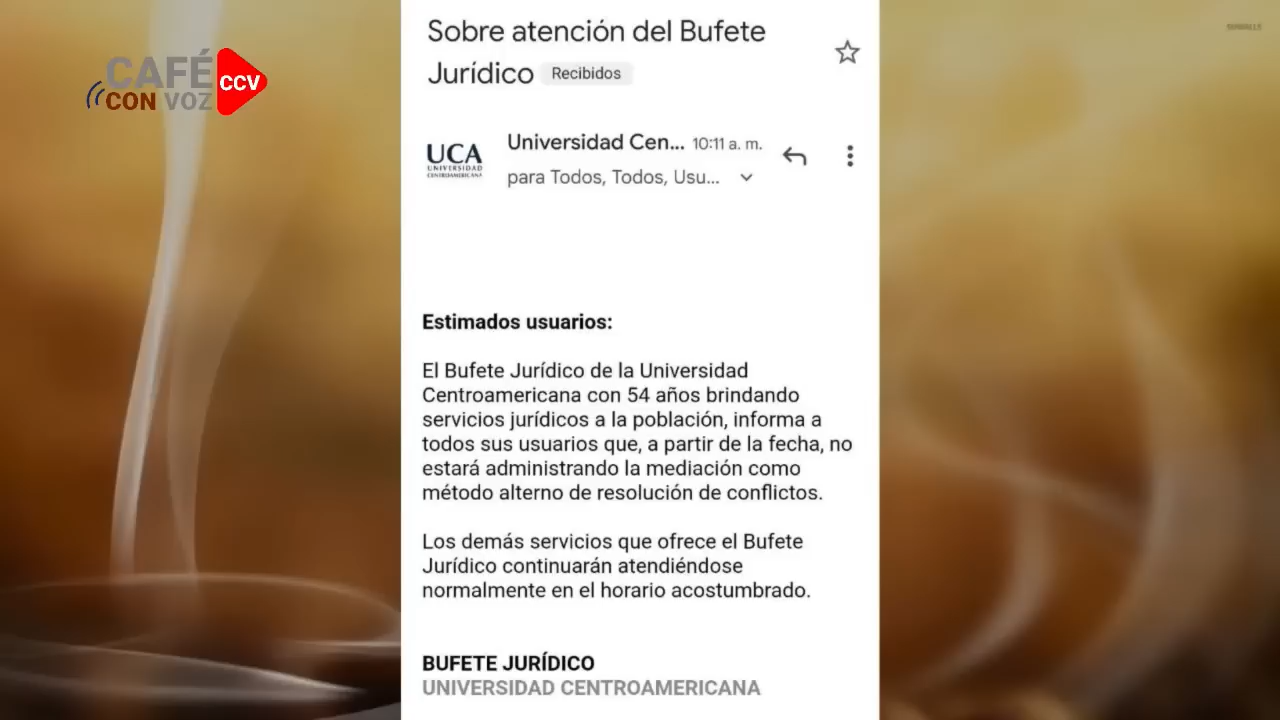 CAFÉ
CON VOZ
CCV
Sobre atención del Bufete
Jurídico Recibidos
UCA
UNIVERSIDAD
CENTROAMERICANA
Universidad Cen... 10:11 a. m.
para Todos, Todos, Usu...
Estimados usuarios:
El Bufete Jurídico de la Universidad
Centroamericana con 54 años brindando
servicios jurídicos a la población, informa a
todos sus usuarios que, a partir de la fecha, no
estará administrando la mediación como
método alterno de resolución de conflictos.
Los demás servicios que ofrece el Bufete
Jurídico continuarán atendiéndose
normalmente en el horario acostumbrado.
BUFETE JURÍDICO
UNIVERSIDAD CENTROAMERICANA